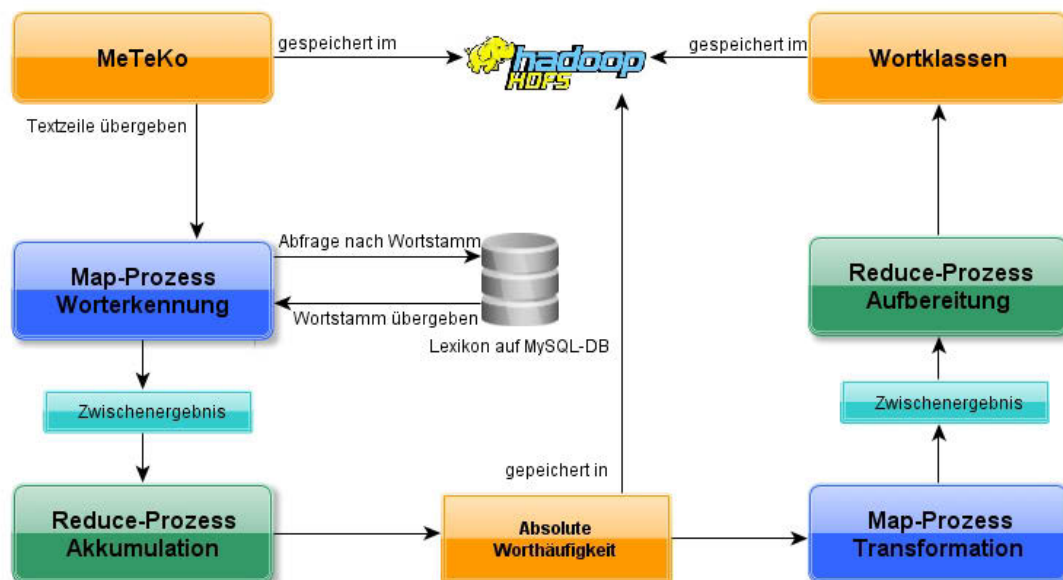 MeTeKo
gespeichert im
hadoop
HDFS
gespeichert im
Wortklassen
Textzeile übergeben
Map-Prozess
Worterkennung
Abfrage nach Wortstamm
Wortstamm übergeben
Lexikon auf MySQL-DB
Reduce-Prozess
Aufbereitung
Zwischenergebnis
Zwischenergebnis
gepeichert in
Reduce-Prozess
Akkumulation
Absolute
Worthäufigkeit
Map-Prozess
Transformation